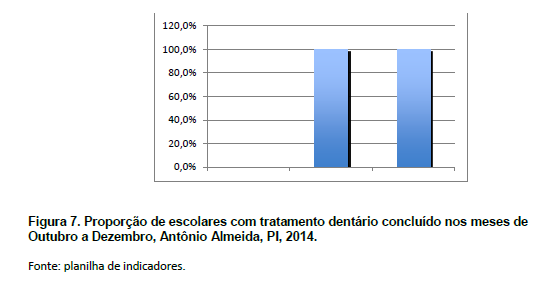 120,0%
100,0%
80,0%
60,0%
40,0%
20,0%
0,0%
Figura 7. Proporção de escolares com tratamento dentário concluído nos meses de
Outubro a Dezembro, Antônio Almeida, PI, 2014.
Fonte: planilha de indicadores.